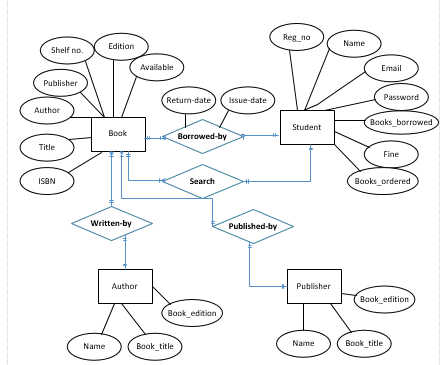 Shelf no.
Edition
Available
Publisher
Author
Title
ISBN
Book
Return-date
Issue-date
Borrowed-by
Reg_no
Name
Email
Password
Books_borrowed
Fine
Books_ordered
Student
Search
Written-by
Published-by
Author
Book_edition
Name
Book_title
Publisher
Book_edition
Name
Book_title